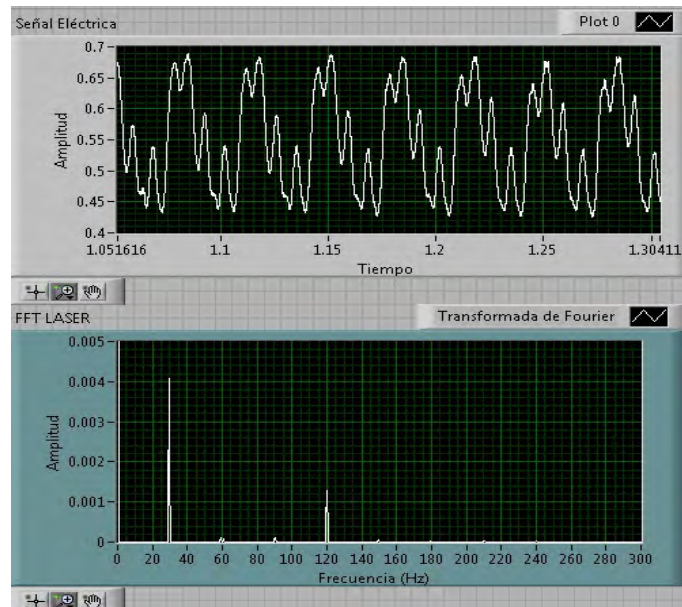 Señal Eléctrica
Plot 0
0.7
0.65
0.6
0.55
0.5
0.45
0.4
Amplitud
1.051616 1.1 1.15 1.2 1.25 1.30411
Tiempo
FFT LASER
Transformada de Fourier
0.005
0.004
0.003
0.002
0.001
0
Amplitud
0 20 40 60 80 100 120 140 160 180 200 220 240 260 280 300
Frecuencia (Hz)